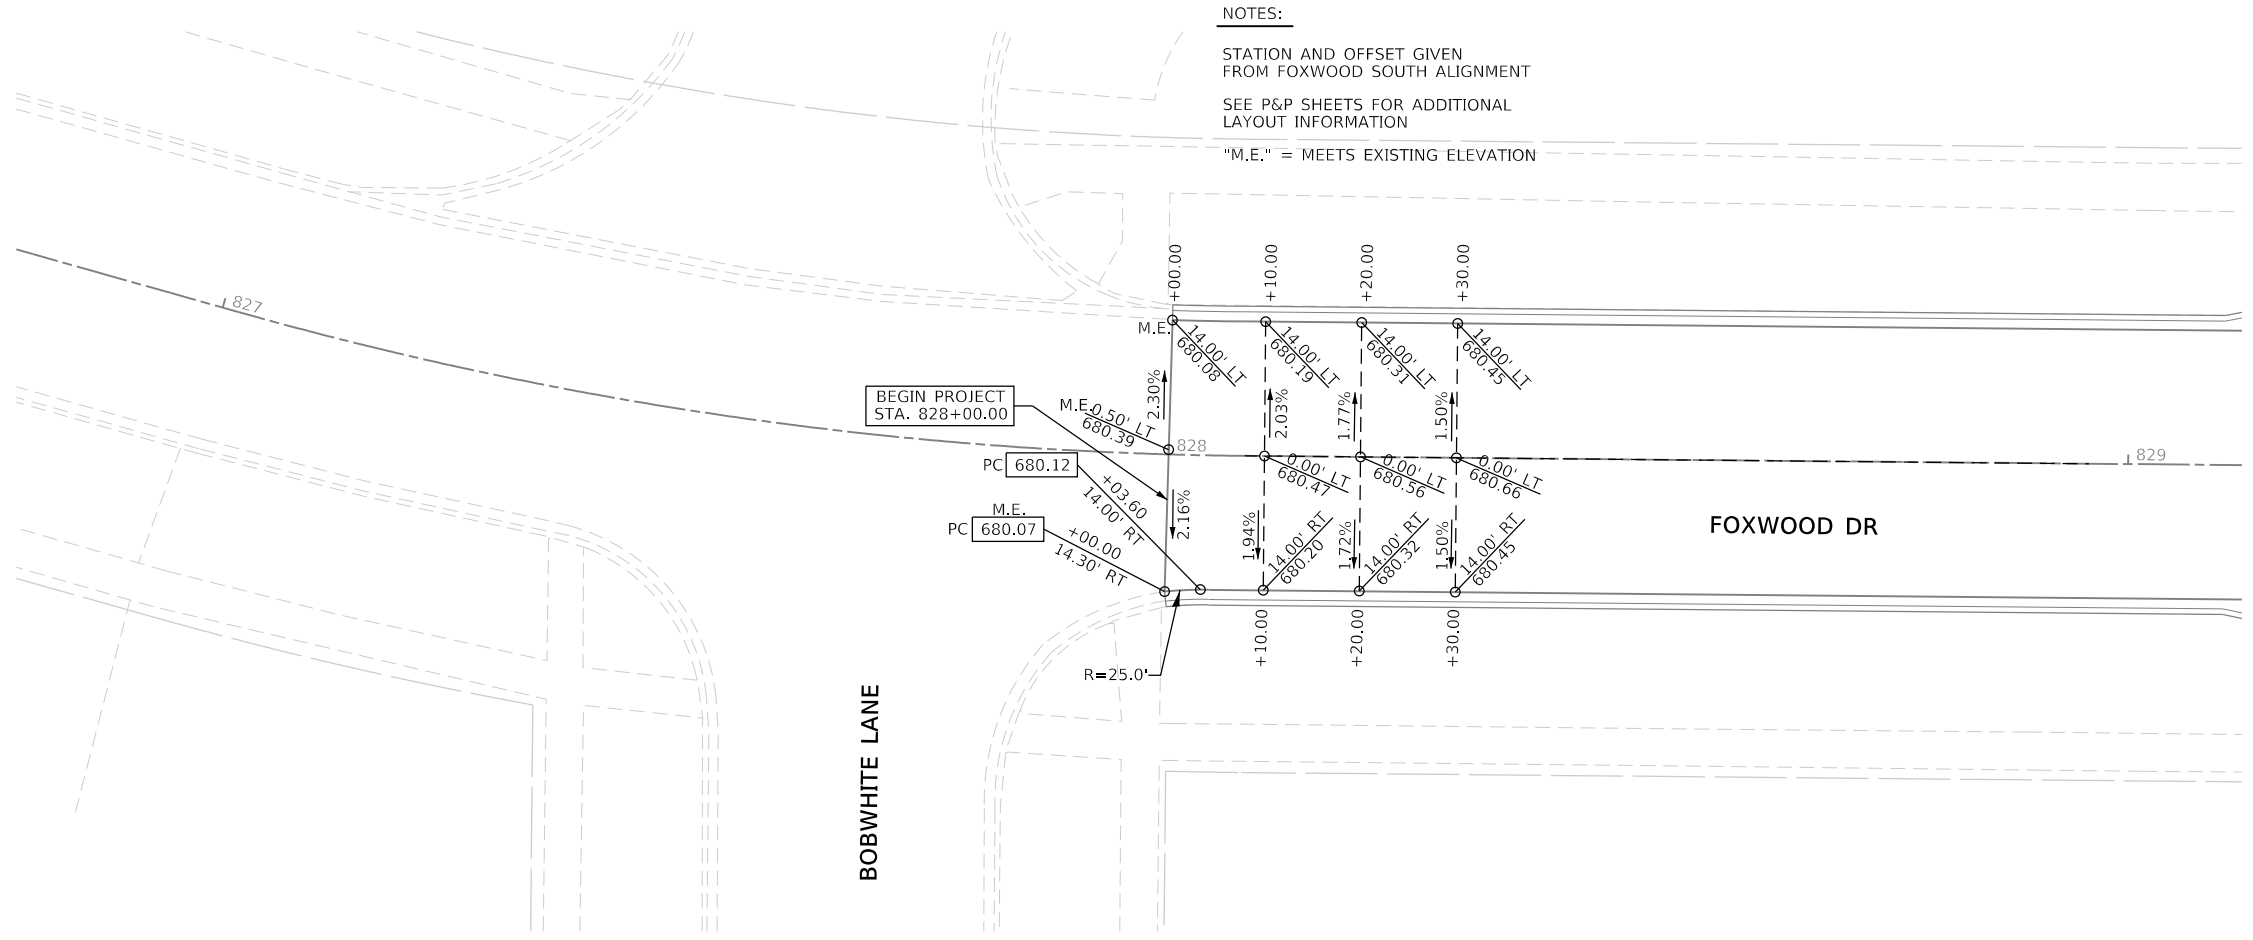 NOTES:
STATION AND OFFSET GIVEN
FROM FOXWOOD SOUTH ALIGNMENT
SEE P&P SHEETS FOR ADDITIONAL
LAYOUT INFORMATION
"M.E." = MEETS EXISTING ELEVATION
+00.00
+10.00
+20.00
+30.00
827
M.E.
14.00' LT
680.08
14.00' LT
680.19
14.00' LT
680.31
14.00' LT
680.45
2.30%
2.03%
1.77%
1.50%
BEGIN PROJECT
STA. 828+00.00
M.E.
0.50' LT
680.39
828
829
0.00' LT
680.47
0.00' LT
680.56
0.00' LT
680.66
PC 680.12
+03.60
14.00' RT
M.E.
PC 680.07
+00.00
14.30' RT
2.16%
1.94%
1.72%
1.50%
14.00' RT
680.20
14.00' RT
680.32
14.00' RT
680.45
FOXWOOD DR
+10.00
+20.00
+30.00
R=25.0'
BOBWHITE LANE